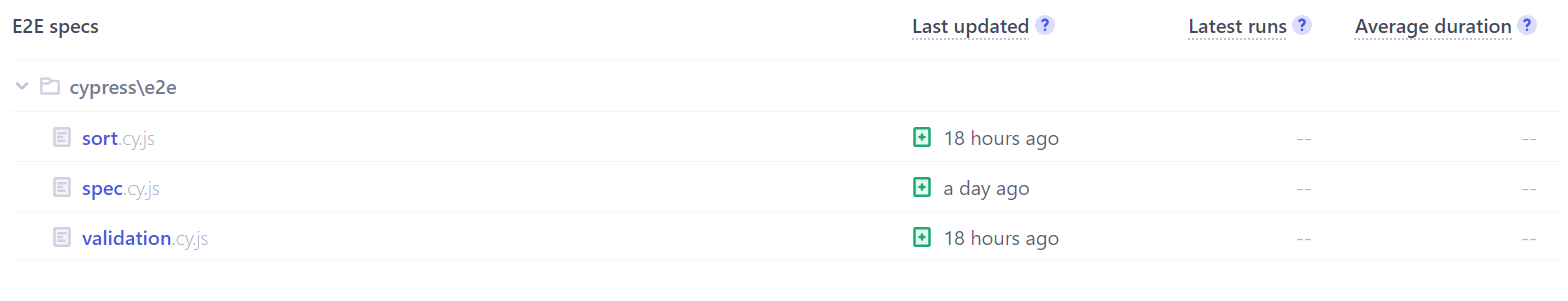 E2E specs Last updated ? Latest runs ? Average duration ?
cypress\e2e
sort.cy.js 18 hours ago -- --
spec.cy.js a day ago -- --
validation.cy.js 18 hours ago -- --